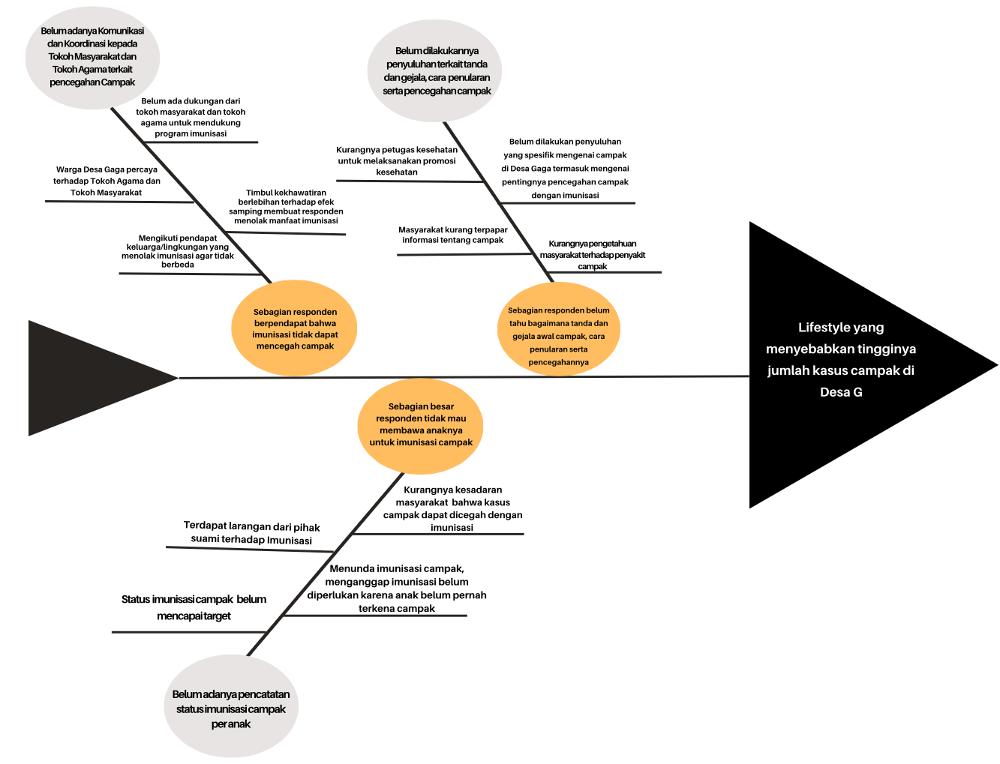 Belum adanya Komunikasi
dan Koordinasi kepada
Tokoh Masyarakat dan
Tokoh Agama terkait
pencegahan Campak
Belum ada dukungan dari
tokoh masyarakat dan tokoh
agama untuk mendukung
program imunisasi
Warga Desa Gaga percaya
terhadap Tokoh Agama dan
Tokoh Masyarakat
Timbul kekhawatiran
berlebihan terhadap efek
samping membuat responden
menolak manfaat imunisasi
Mengikuti pendapat
keluarga/lingkungan yang
menolak imunisasi agar tidak
berbeda
Sebagian responden
berpendapat bahwa
imunisasi tidak dapat
mencegah campak
Belum dilakukannya
penyuluhan terkait tanda
dan gejala, cara penularan
serta pencegahan campak
Kurangnya petugas kesehatan
untuk melaksanakan promosi
kesehatan
Belum dilakukan penyuluhan
yang spesifik mengenai campak
di Desa Gaga termasuk mengenai
pentingnya pencegahan campak
dengan imunisasi
Masyarakat kurang terpapar
informasi tentang campak
Kurangnya pengetahuan
masyarakat terhadap penyakit
campak
Sebagian responden belum
tahu bagaimana tanda dan
gejala awal campak, cara
penularan serta
pencegahannya
Lifestyle yang
menyebabkan tingginya
jumlah kasus campak di
Desa G
Sebagian besar
responden tidak mau
membawa anaknya
untuk imunisasi campak
Kurangnya kesadaran
masyarakat bahwa kasus
campak dapat dicegah dengan
imunisasi
Terdapat larangan dari pihak
suami terhadap Imunisasi
Menunda imunisasi campak,
menganggap imunisasi belum
diperlukan karena anak belum pernah
terkena campak
Status imunisasi campak belum
mencapai target
Belum adanya pencatatan
status imunisasi campak
per anak